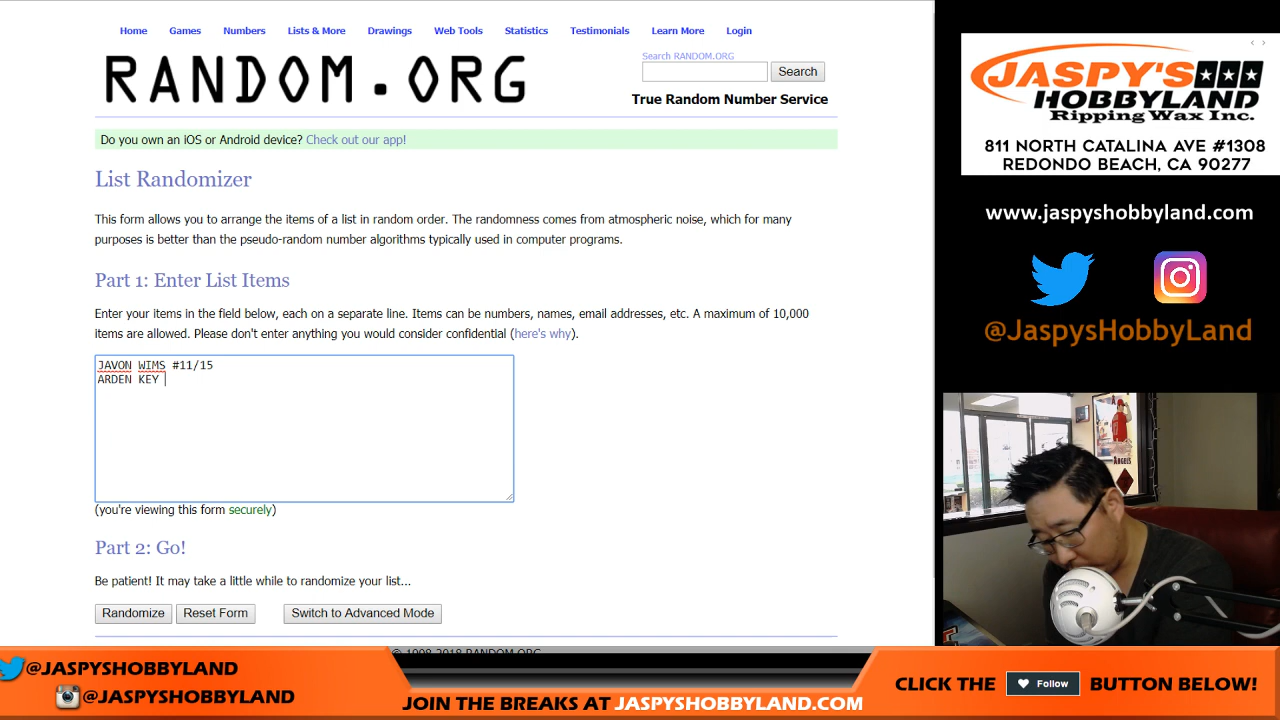 Home Games Numbers Lists & More Drawings Web Tools Statistics Testimonials Learn More Login
RANDOM.ORG
Search RANDOM.ORG
Search
True Random Number Service
Do you own an iOS or Android device? Check out our app!
List Randomizer
This form allows you to arrange the items of a list in random order. The randomness comes from atmospheric noise, which for many
purposes is better than the pseudo-random number algorithms typically used in computer programs.
Part 1: Enter List Items
Enter your items in the field below, each on a separate line. Items can be numbers, names, email addresses, etc. A maximum of 10,000
items are allowed. Please don't enter anything you would consider confidential (here's why).
JAVON WIMS #11/15
ARDEN KEY
(you're viewing this form securely)
Part 2: Go!
Be patient! It may take a little while to randomize your list...
Randomize Reset Form Switch to Advanced Mode
© 1998-2018 RANDOM.ORG
JASPY'S
HOBBYLAND
Ripping Wax Inc.
811 NORTH CATALINA AVE #1308
REDONDO BEACH, CA 90277
www.jaspyshobbyland.com
@JaspysHobbyLand
ANGELS
@JASPYSHOBBYLAND
@JASPYSHOBBYLAND
JOIN THE BREAKS AT JASPYSHOBBYLAND.COM
CLICK THE Follow BUTTON BELOW!